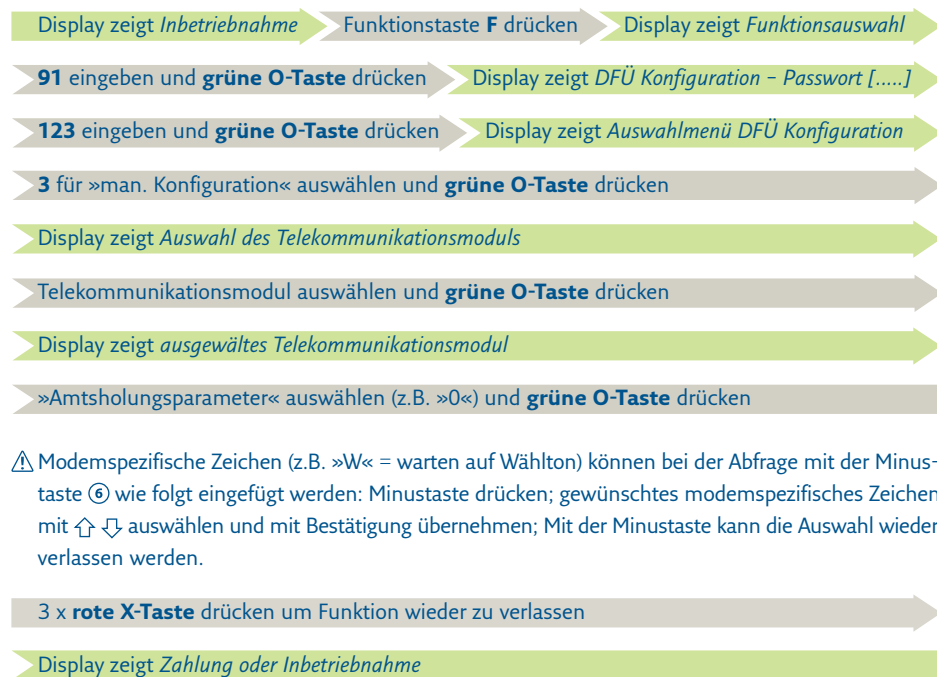 Display zeigt Inbetriebnahme Funktionstaste F drücken Display zeigt Funktionsauswahl
91 eingeben und grüne O-Taste drücken Display zeigt DFÜ Konfiguration – Passwort [.....]
123 eingeben und grüne O-Taste drücken Display zeigt Auswahlmenü DFÜ Konfiguration
3 für »man. Konfiguration« auswählen und grüne O-Taste drücken
Display zeigt Auswahl des Telekommunikationsmoduls
Telekommunikationsmodul auswählen und grüne O-Taste drücken
Display zeigt ausgewältes Telekommunikationsmodul
»Amtsholungsparameter« auswählen (z.B. »0«) und grüne O-Taste drücken
⚠ Modemspezifische Zeichen (z.B. »W« = warten auf Wählton) können bei der Abfrage mit der Minus-
taste ⑥ wie folgt eingefügt werden: Minustaste drücken; gewünschtes modemspezifisches Zeichen
mit ⇧ ⇩ auswählen und mit Bestätigung übernehmen; Mit der Minustaste kann die Auswahl wieder
verlassen werden.
3 x rote X-Taste drücken um Funktion wieder zu verlassen
Display zeigt Zahlung oder Inbetriebnahme